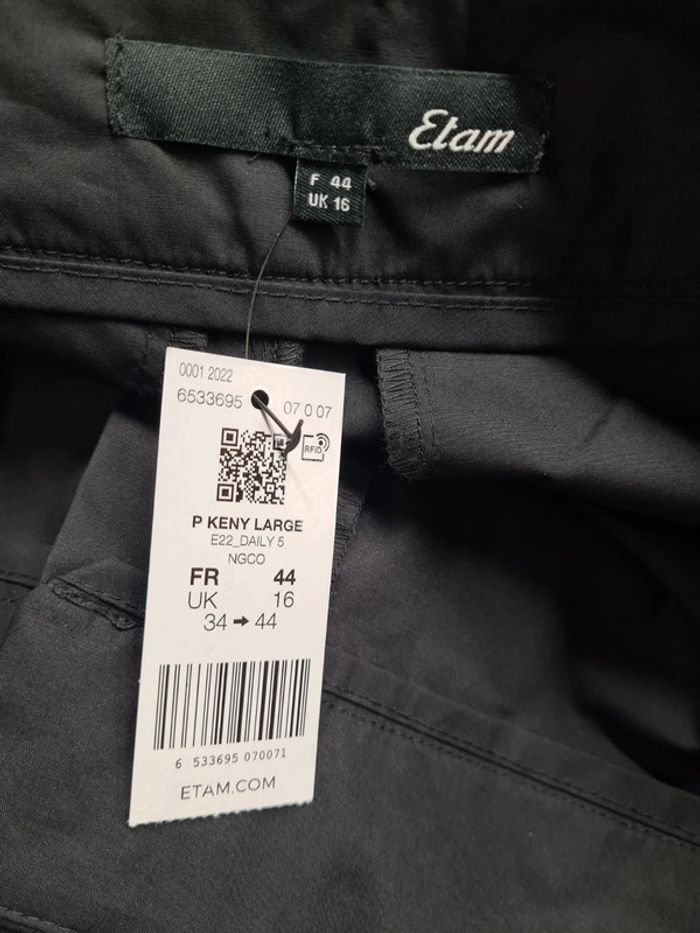 Etam
F 44
UK 16
0001 2022
6533695 07 0 07
RFID
P KENY LARGE
E22_DAILY 5
NGCO
FR 44
UK 16
34 → 44
6 533695 070071
ETAM.COM